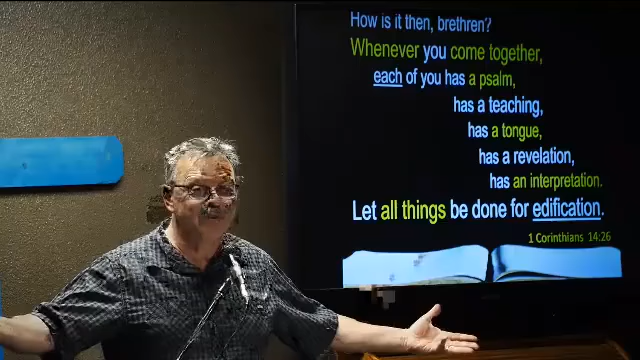 How is it then, brethren?
Whenever you come together,
each of you has a psalm,
has a teaching,
has a tongue,
has a revelation,
has an interpretation.
Let all things be done for edification.
1 Corinthians 14:26